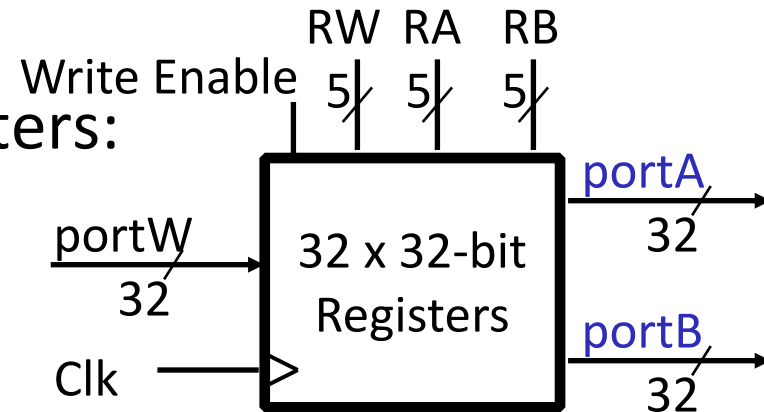 RW RA RB
Write Enable
5 5 5
ters:
portA
32
portW
32
32 x 32-bit
Registers
portB
32
Clk